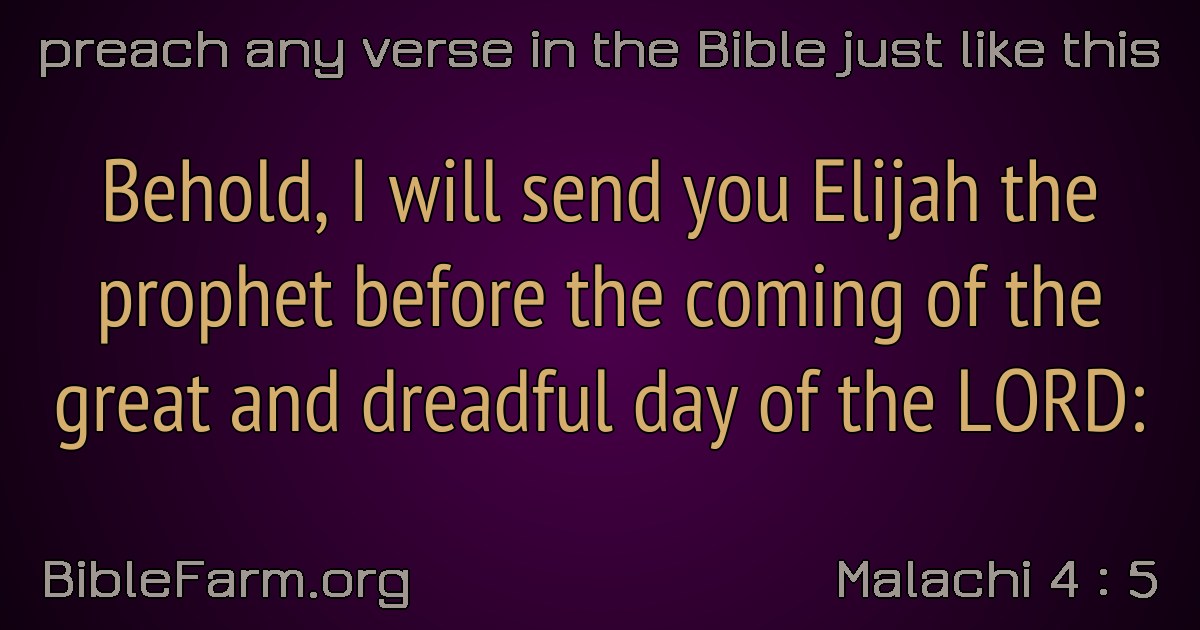 preach any verse in the Bible just like this
Behold, I will send you Elijah the
prophet before the coming of the
great and dreadful day of the LORD:
BibleFarm.org
Malachi 4 : 5